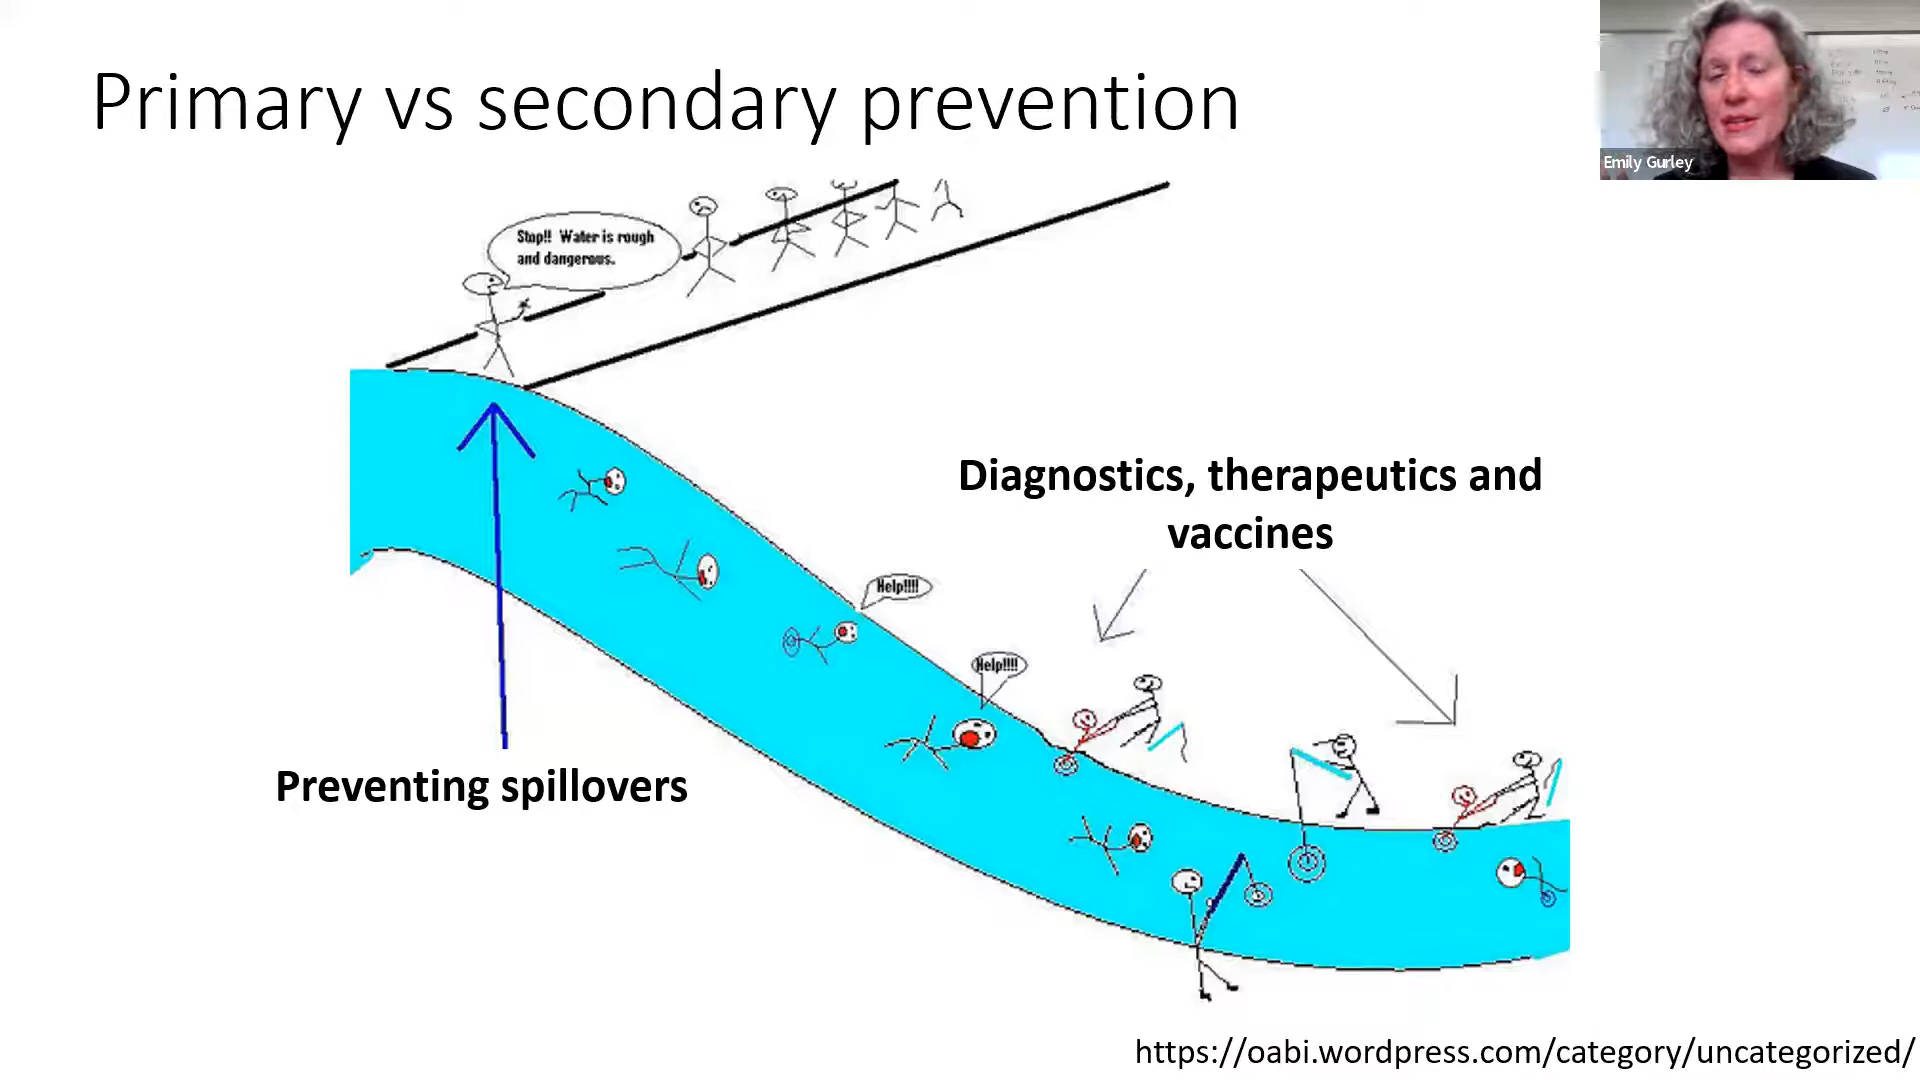 Primary vs secondary prevention
Emily Gurley
Stop!! Water is rough
and dangerous.
Diagnostics, therapeutics and
vaccines
Help!!!!
Help!!!!
Preventing spillovers
https://oabi.wordpress.com/category/uncategorized/